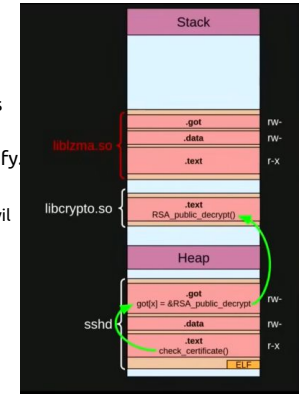 Stack
s
.got rw-
.data rw-
liblzma.so
.text r-x
fy.
libcrypto.so
.text
RSA_public_decrypt()
vil
Heap
.got
got[x] = &RSA_public_decrypt rw-
sshd
.data rw-
.text
check_certificate() r-x
ELF